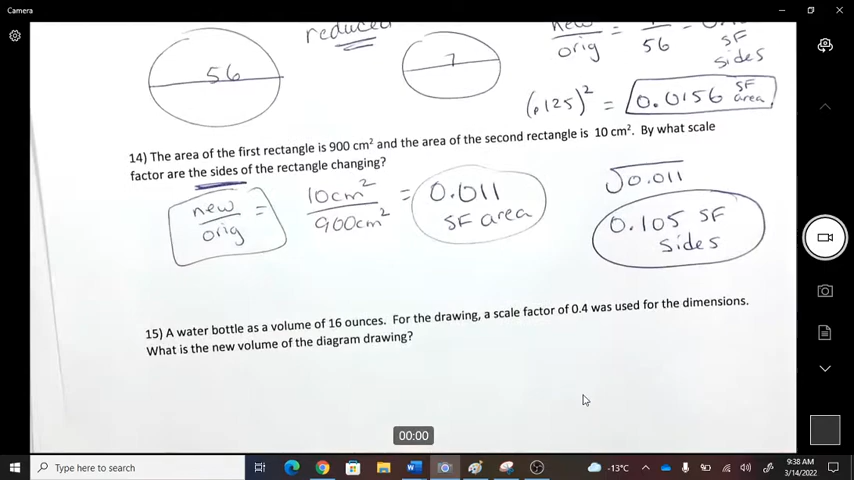 Camera
reduced
56
7
new
orig
=
56
SF
sides
(.125)² = 0.0156 SF
area
14) The area of the first rectangle is 900 cm² and the area of the second rectangle is 10 cm². By what scale
factor are the sides of the rectangle changing?
new
orig
=
10cm²
900cm²
= 0.011
SF area
√0.011
0.105 SF
sides
15) A water bottle as a volume of 16 ounces. For the drawing, a scale factor of 0.4 was used for the dimensions.
What is the new volume of the diagram drawing?
00:00
Type here to search
-13°C
9:38 AM
3/14/2022